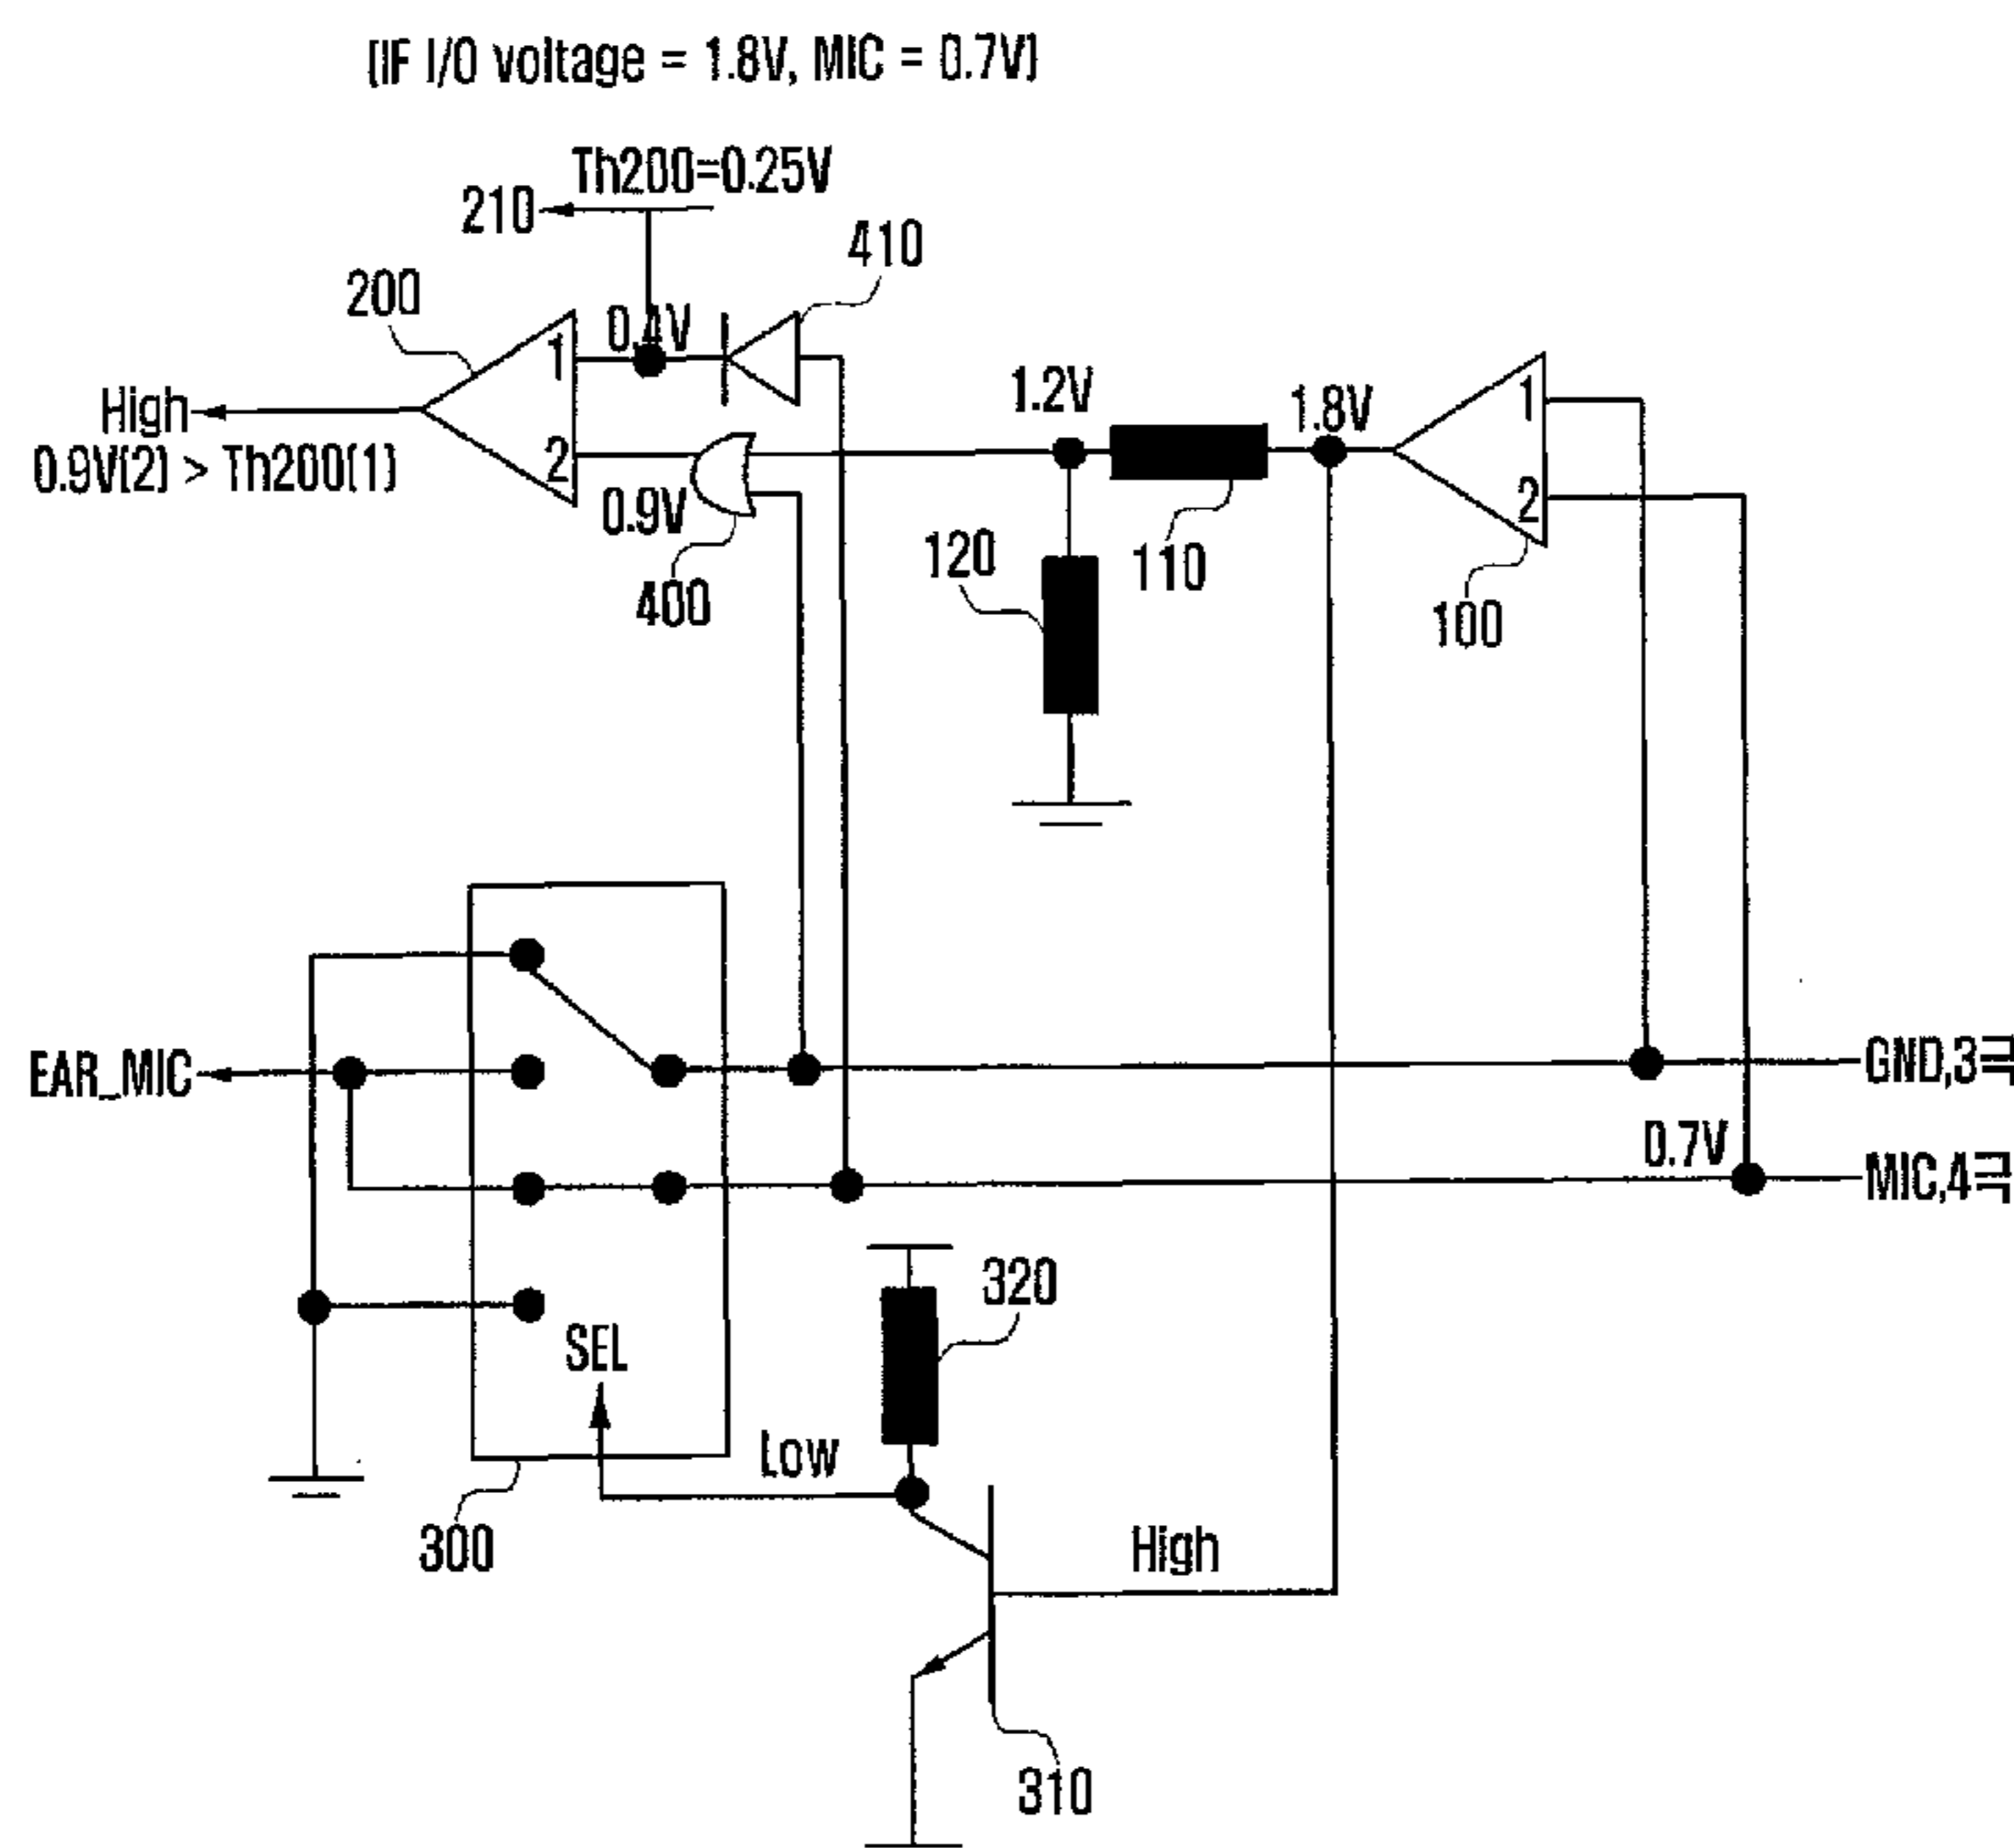 [IF I/O voltage = 1.8V, MIC = 0.7V]
Th200=0.25V
210
410
200
0.4V
1
1.2V
1.8V
1
High
0.9V(2) > Th200(1)
2
0.9V
2
400
120
110
100
EAR_MIC
GND,3극
0.7V
MIC,4극
320
SEL
Low
300
High
310